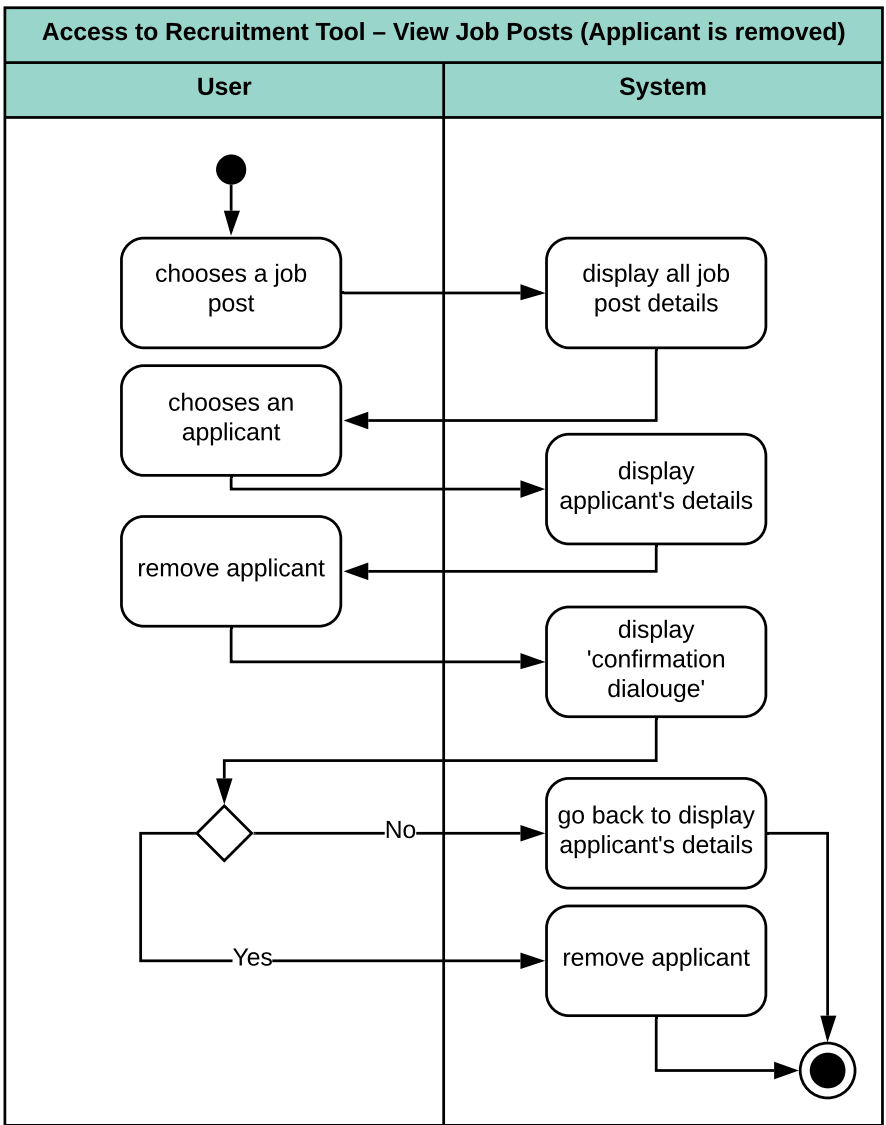 Access to Recruitment Tool – View Job Posts (Applicant is removed)
User
System
chooses a job
post
display all job
post details
chooses an
applicant
display
applicant's details
remove applicant
display
'confirmation
dialouge'
No
go back to display
applicant's details
Yes
remove applicant